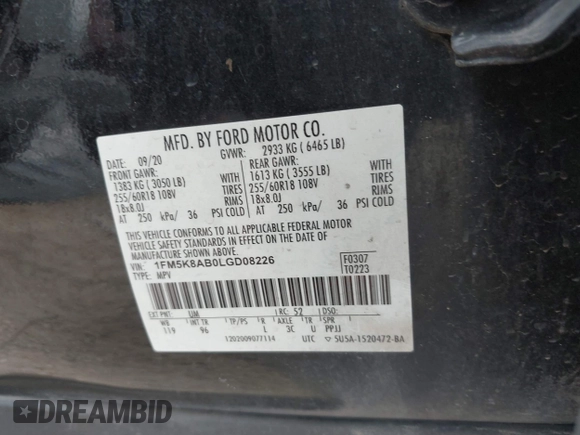 MFD. BY FORD MOTOR CO.
DATE: 09/20 GVWR: 2933 KG ( 6465 LB)
FRONT GAWR: REAR GAWR:
1383 KG ( 3050 LB) WITH 1613 KG ( 3555 LB) WITH
255/60R18 108V TIRES 255/60R18 108V TIRES
18x8.0J RIMS 18x8.0J RIMS
AT 250 kPa/ 36 PSI COLD AT 250 kPa/ 36 PSI COLD
THIS VEHICLE CONFORMS TO ALL APPLICABLE FEDERAL MOTOR
VEHICLE SAFETY STANDARDS IN EFFECT ON THE DATE OF
MANUFACTURE SHOWN ABOVE.
VIN: 1FM5K8AB0LGD08226 F0307
TYPE: MPV T0223
EXT PNT: UM RC: 52 DSO:
WB INT TR TP/PS R AXLE TR SPR
119 96 L 3C U PPJJ
1202009077114 UTC ▽ 5U5A-1520472-BA
DREAMBID